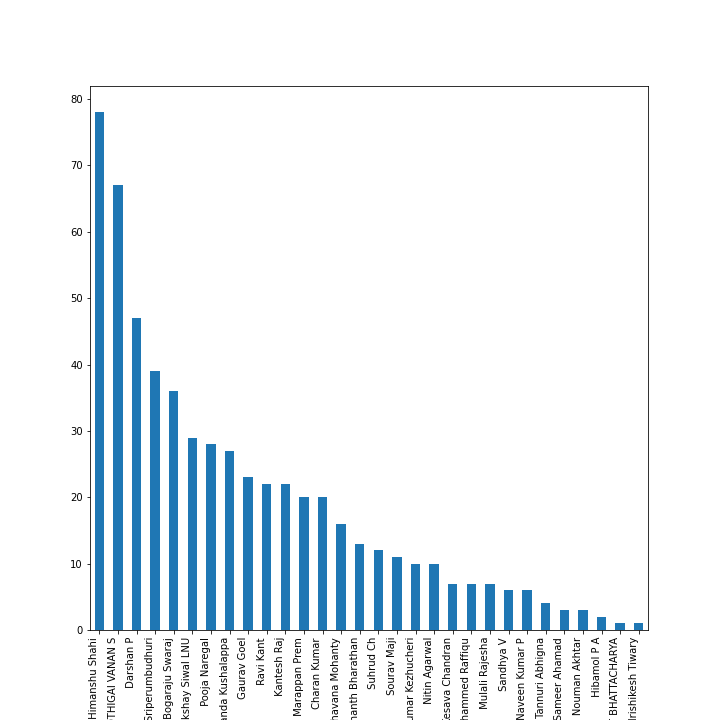 80
70
60
50
40
30
20
10
0
Himanshu Shahi
THIGAI VANAN S
Darshan P
Sriperumbudhuri
Bogaraju Swaraj
kshay Siwal LNU
Pooja Naregal
anda Kushalappa
Gaurav Goel
Ravi Kant
Kantesh Raj
Marappan Prem
Charan Kumar
havana Mohanty
nanth Bharathan
Suhrud Ch
Sourav Maji
umar Kezhucheri
Nitin Agarwal
esava Chandran
hammed Raffiqu
Mulali Rajesha
Sandhya V
Naveen Kumar P
Tannuri Abhigna
Sameer Ahamad
Nouman Akhtar
Hibamol P A
BHATTACHARYA
Hrishikesh Tiwary